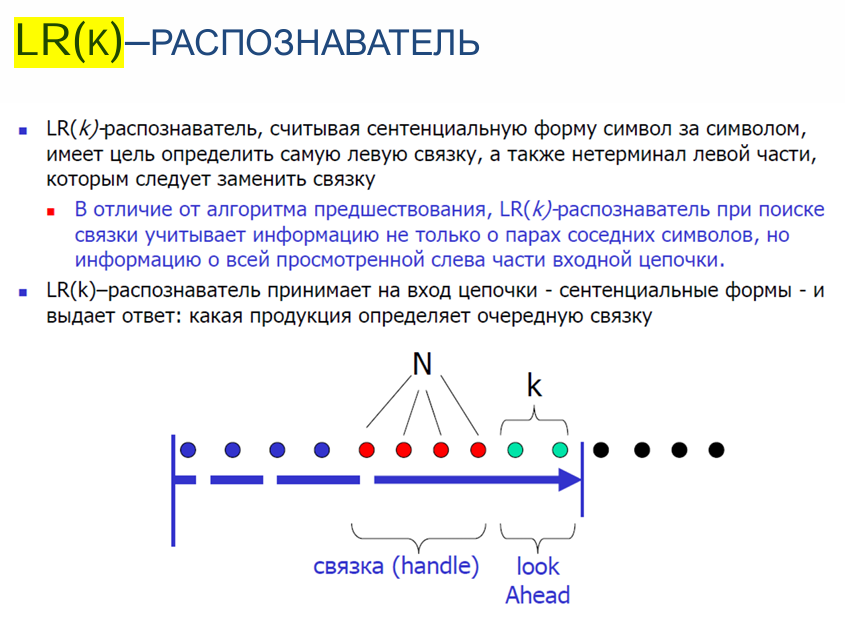 LR(K)—РАСПОЗНАВАТЕЛЬ
LR(k)-распознаватель, считывая сентенциальную форму символ за символом,
имеет цель определить самую левую связку, а также нетерминал левой части,
которым следует заменить связку
В отличие от алгоритма предшествования, LR(k)-распознаватель при поиске
связки учитывает информацию не только о парах соседних символов, но
информацию о всей просмотренной слева части входной цепочки.
LR(k)–распознаватель принимает на вход цепочки - сентенциальные формы - и
выдает ответ: какая продукция определяет очередную связку
N
k
связка (handle)
look
Ahead